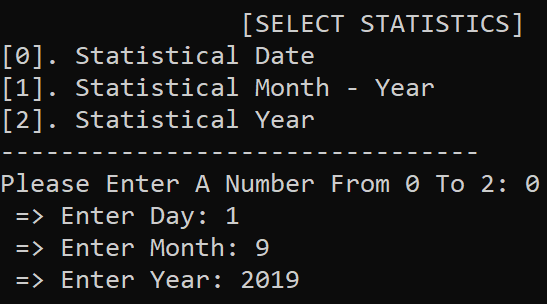 [SELECT STATISTICS]
[0]. Statistical Date
[1]. Statistical Month - Year
[2]. Statistical Year
--------------------------------
Please Enter A Number From 0 To 2: 0
=> Enter Day: 1
=> Enter Month: 9
=> Enter Year: 2019